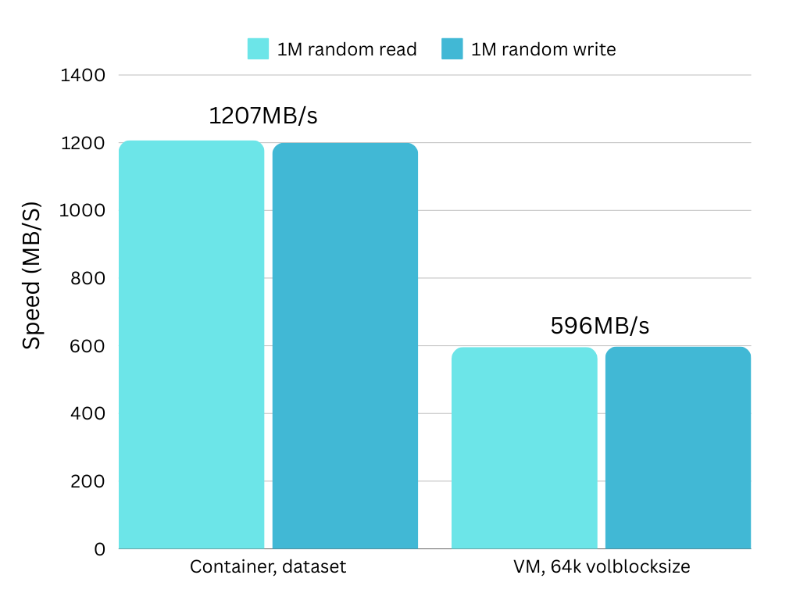 1M random read 1M random write
1400
1207MB/s
1200
1000
800
596MB/s
600
400
200
0
Speed (MB/S)
Container, dataset VM, 64k volblocksize